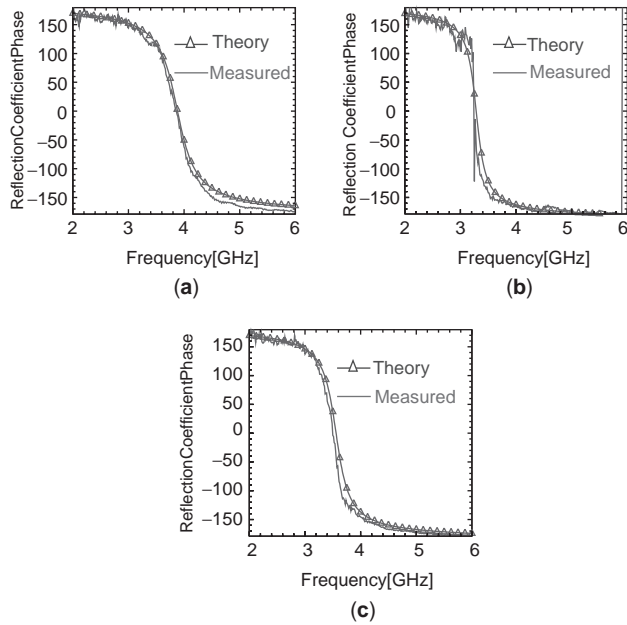 150
100
50
0
−50
−100
−150
ReflectionCoefficientPhase
Theory
Measured
2 3 4 5 6
Frequency[GHz]
(a)
150
100
50
0
−50
−100
−150
Reflection CoefficientPhase
Theory
Measured
2 3 4 5 6
Frequency[GHz]
(b)
150
100
50
0
−50
−100
−150
ReflectionCoefficientPhase
Theory
Measured
2 3 4 5 6
Frequency[GHz]
(c)